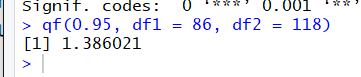 Signif. codes:  0 ‘***’ 0.001 ‘**’
> qf(0.95, df1 = 86, df2 = 118)
[1] 1.386021
>